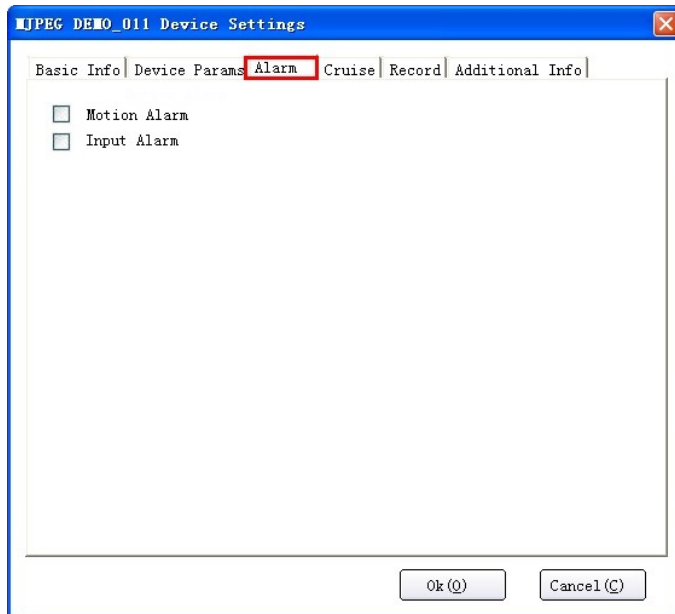 MJPEG DEMO_011 Device Settings
Basic Info Device Params Alarm Cruise Record Additional Info
Motion Alarm
Input Alarm
Ok(O) Cancel(C)